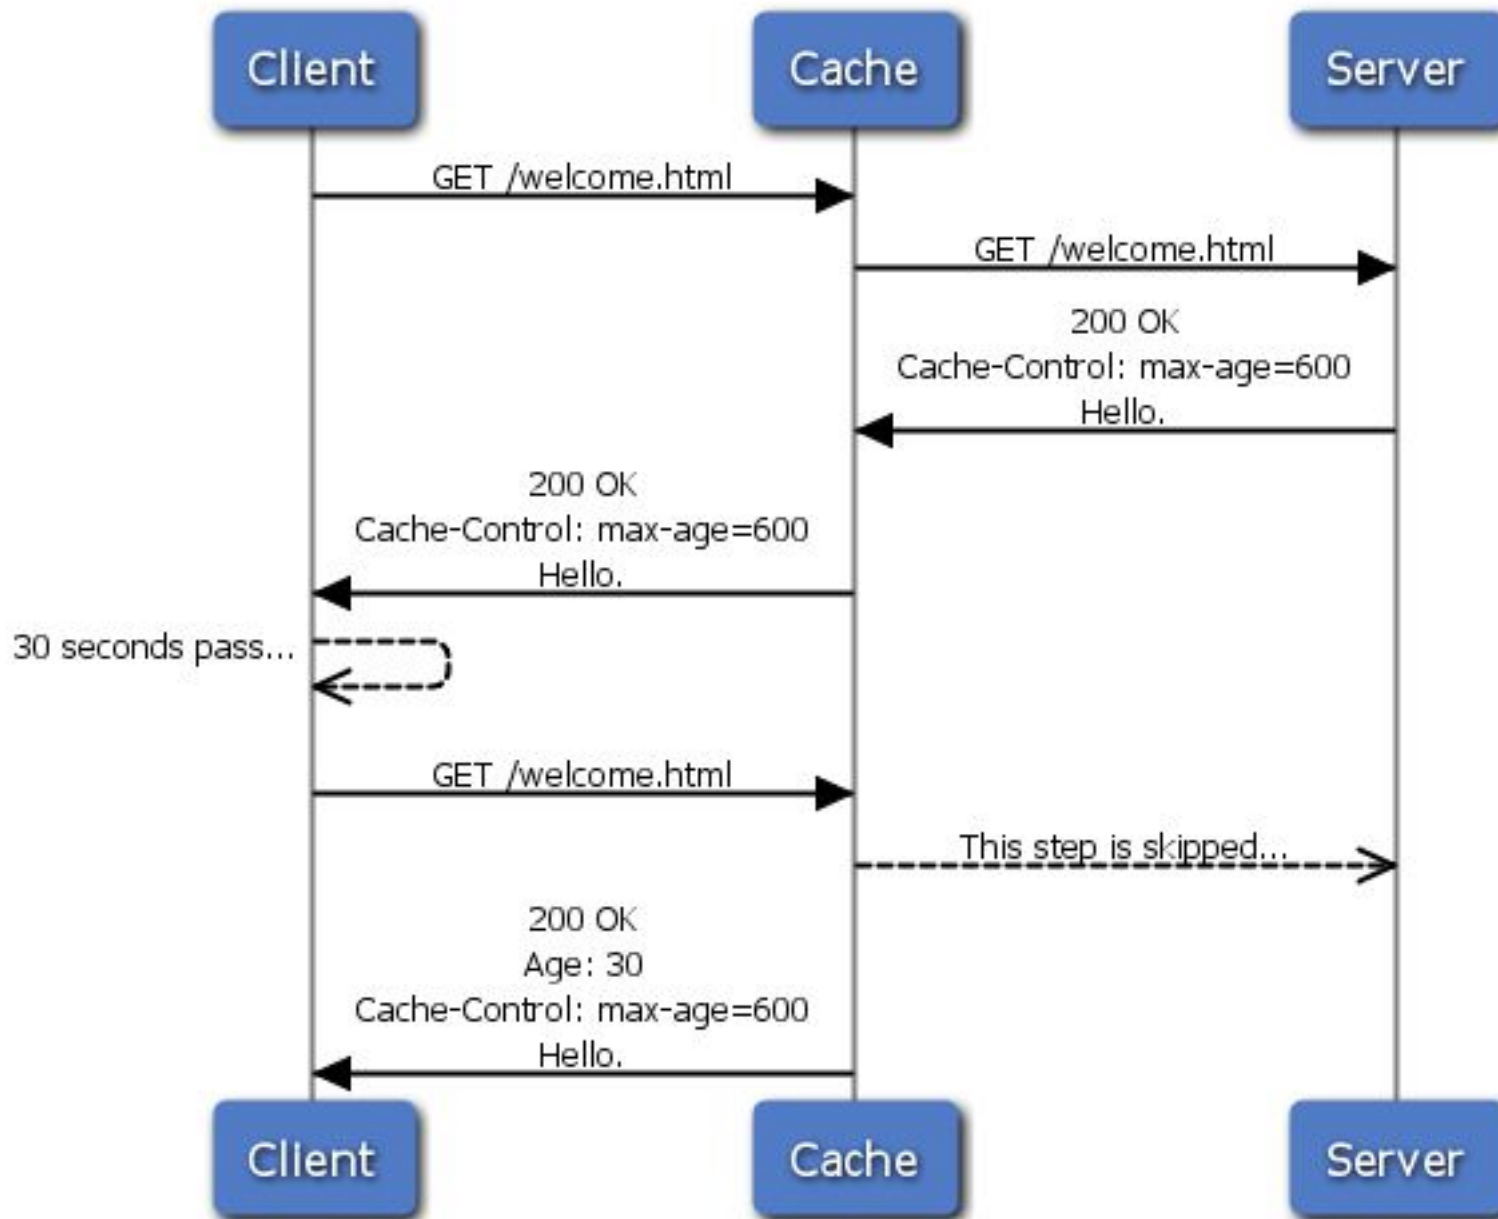 Client
Cache
Server
GET /welcome.html
GET /welcome.html
200 OK
Cache-Control: max-age=600
Hello.
200 OK
Cache-Control: max-age=600
Hello.
30 seconds pass...
GET /welcome.html
This step is skipped...
200 OK
Age: 30
Cache-Control: max-age=600
Hello.
Client
Cache
Server